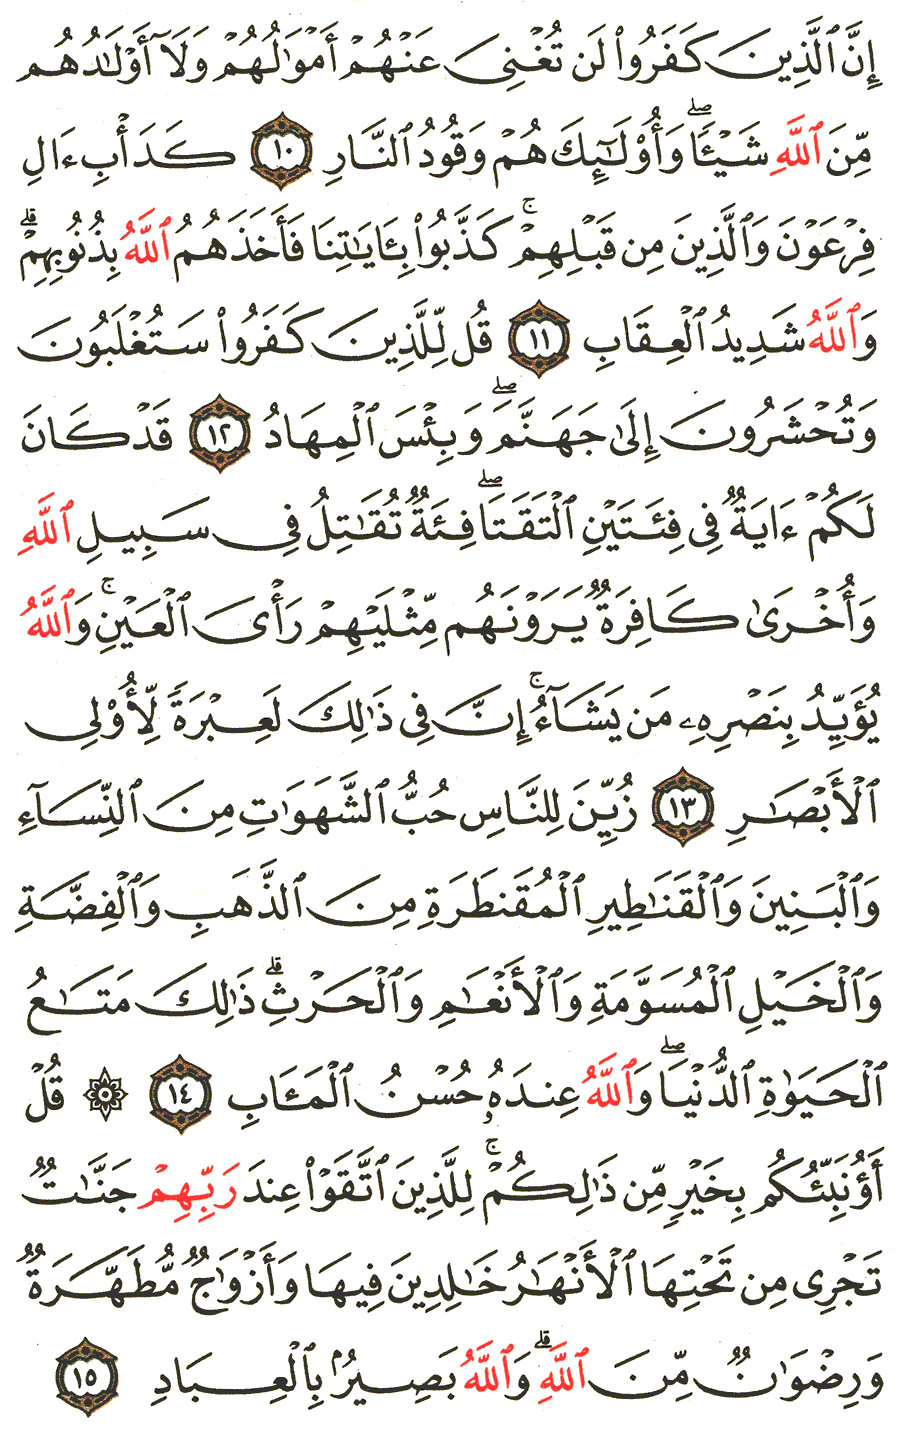 إِنَّ ٱلَّذِينَ كَفَرُوا۟ لَن تُغْنِىَ عَنْهُمْ أَمْوَٰلُهُمْ وَلَآ أَوْلَـٰدُهُم
مِّنَ ٱللَّهِ شَيْـًٔا ۖ وَأُو۟لَـٰٓئِكَ هُمْ وَقُودُ ٱلنَّارِ ١٠ كَدَأْبِ ءَالِ
فِرْعَوْنَ وَٱلَّذِينَ مِن قَبْلِهِمْ ۚ كَذَّبُوا۟ بِـَٔايَـٰتِنَا فَأَخَذَهُمُ ٱللَّهُ بِذُنُوبِهِمْ ۗ
وَٱللَّهُ شَدِيدُ ٱلْعِقَابِ ١١ قُل لِّلَّذِينَ كَفَرُوا۟ سَتُغْلَبُونَ
وَتُحْشَرُونَ إِلَىٰ جَهَنَّمَ ۖ وَبِئْسَ ٱلْمِهَادُ ١٢ قَدْ كَانَ
لَكُمْ ءَايَةٌ فِى فِئَتَيْنِ ٱلْتَقَتَا ۖ فِئَةٌ تُقَـٰتِلُ فِى سَبِيلِ ٱللَّهِ
وَأُخْرَىٰ كَافِرَةٌ يَرَوْنَهُم مِّثْلَيْهِمْ رَأْىَ ٱلْعَيْنِ ۚ وَٱللَّهُ
يُؤَيِّدُ بِنَصْرِهِۦ مَن يَشَآءُ ۚ إِنَّ فِى ذَٰلِكَ لَعِبْرَةً لِّأُو۟لِى
ٱلْأَبْصَـٰرِ ١٣ زُيِّنَ لِلنَّاسِ حُبُّ ٱلشَّهَوَٰتِ مِنَ ٱلنِّسَآءِ
وَٱلْبَنِينَ وَٱلْقَنَـٰطِيرِ ٱلْمُقَنطَرَةِ مِنَ ٱلذَّهَبِ وَٱلْفِضَّةِ
وَٱلْخَيْلِ ٱلْمُسَوَّمَةِ وَٱلْأَنْعَـٰمِ وَٱلْحَرْثِ ۗ ذَٰلِكَ مَتَـٰعُ
ٱلْحَيَوٰةِ ٱلدُّنْيَا ۖ وَٱللَّهُ عِندَهُۥ حُسْنُ ٱلْمَـَٔابِ ١٤ ۞ قُلْ
أَؤُنَبِّئُكُم بِخَيْرٍ مِّن ذَٰلِكُمْ ۚ لِلَّذِينَ ٱتَّقَوْا۟ عِندَ رَبِّهِمْ جَنَّـٰتٌ
تَجْرِى مِن تَحْتِهَا ٱلْأَنْهَـٰرُ خَـٰلِدِينَ فِيهَا وَأَزْوَٰجٌ مُّطَهَّرَةٌ
وَرِضْوَٰنٌ مِّنَ ٱللَّهِ ۗ وَٱللَّهُ بَصِيرٌۢ بِٱلْعِبَادِ ١٥